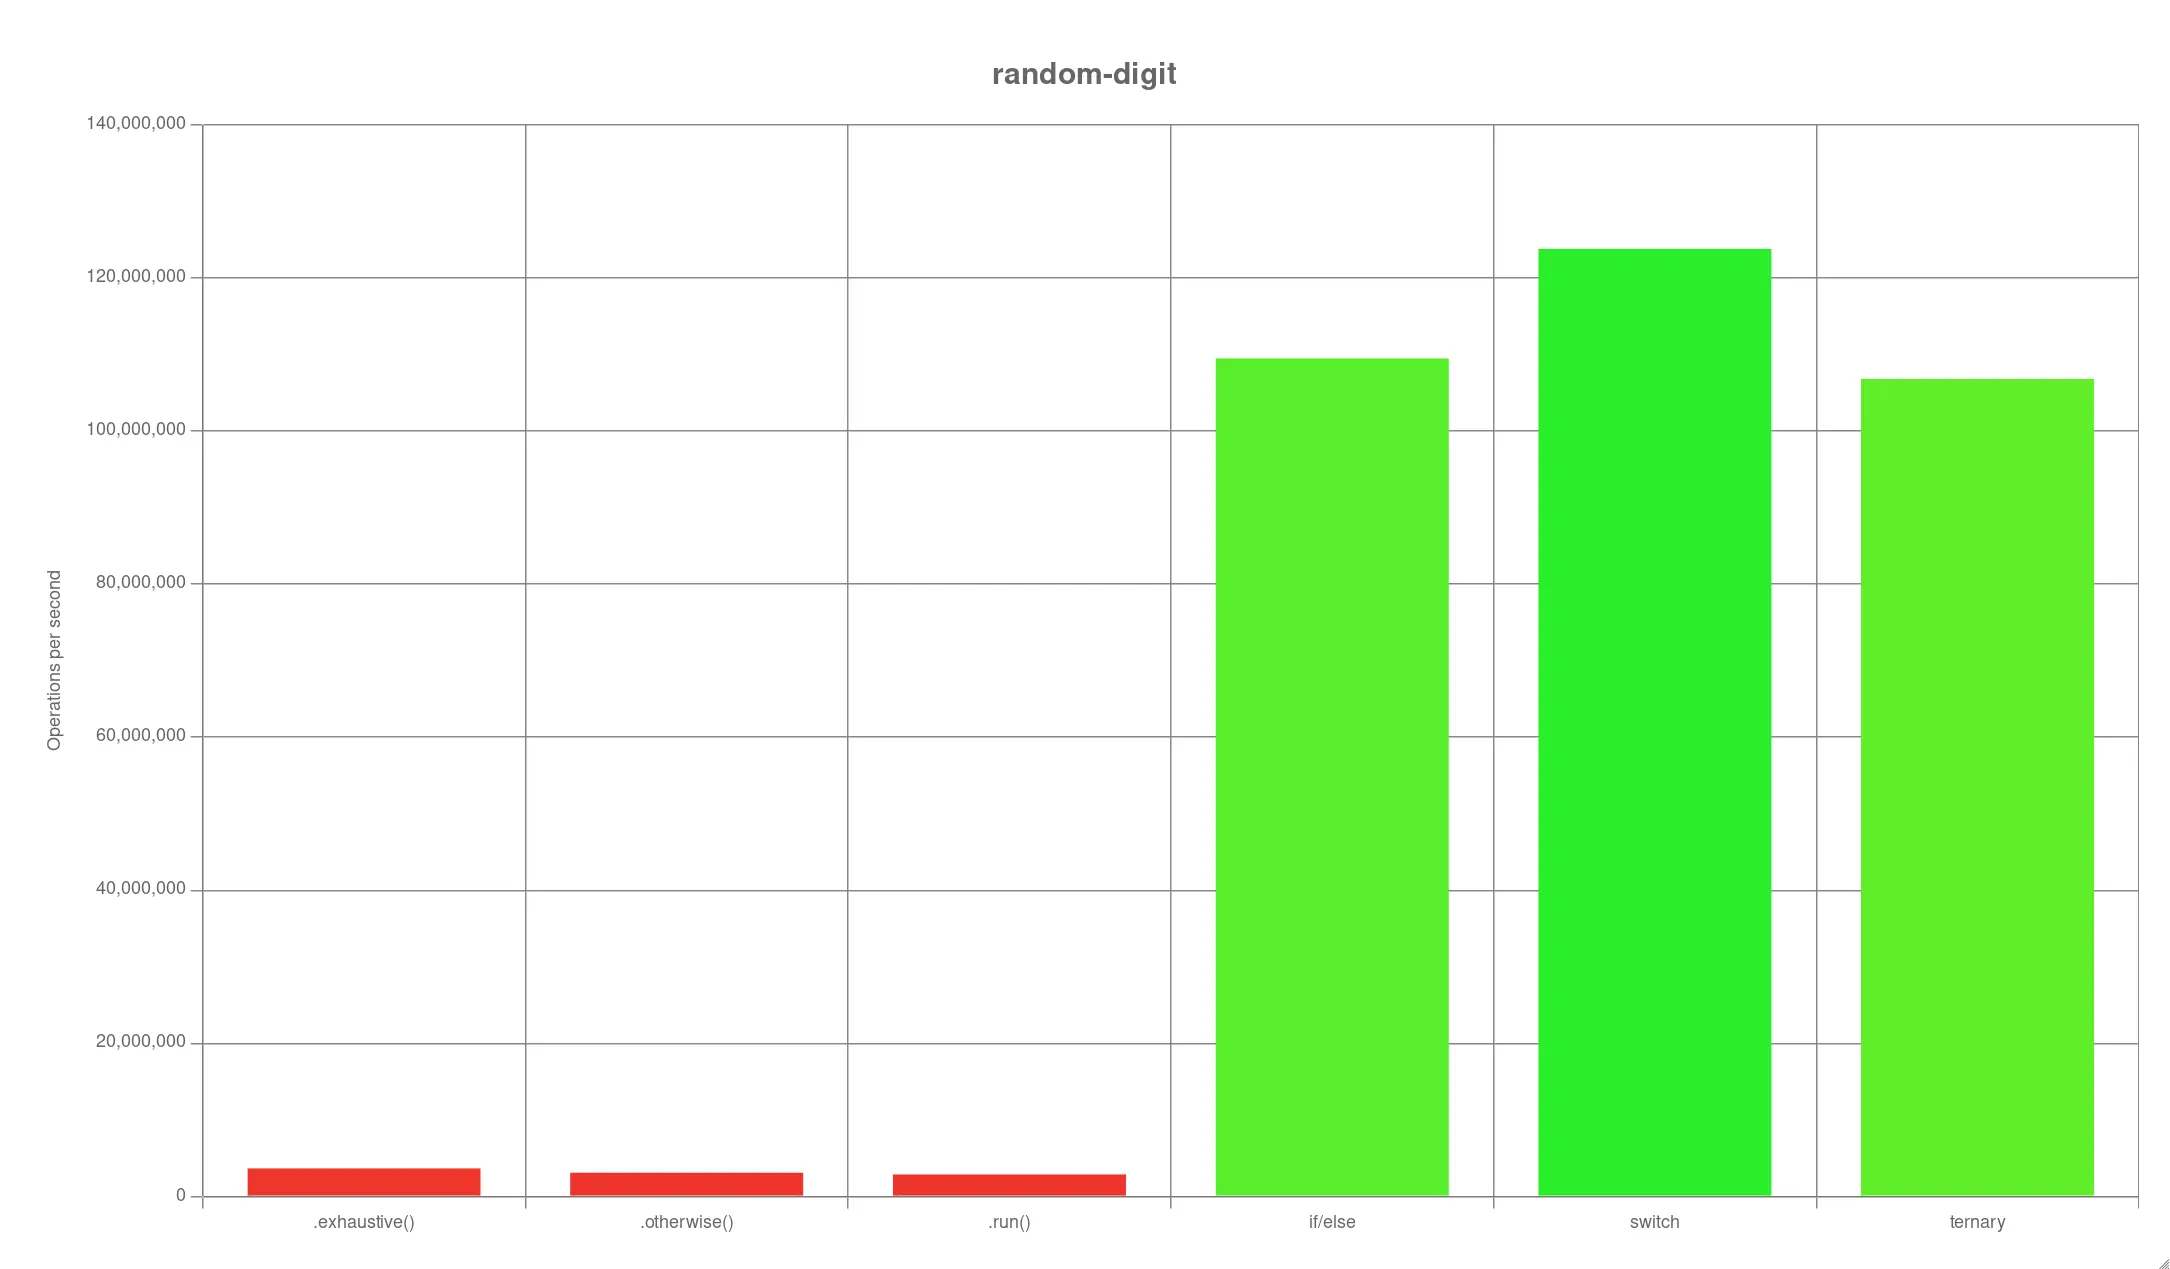 random-digit
140,000,000
120,000,000
100,000,000
80,000,000
60,000,000
40,000,000
20,000,000
0
Operations per second
.exhaustive()
.otherwise()
.run()
if/else
switch
ternary